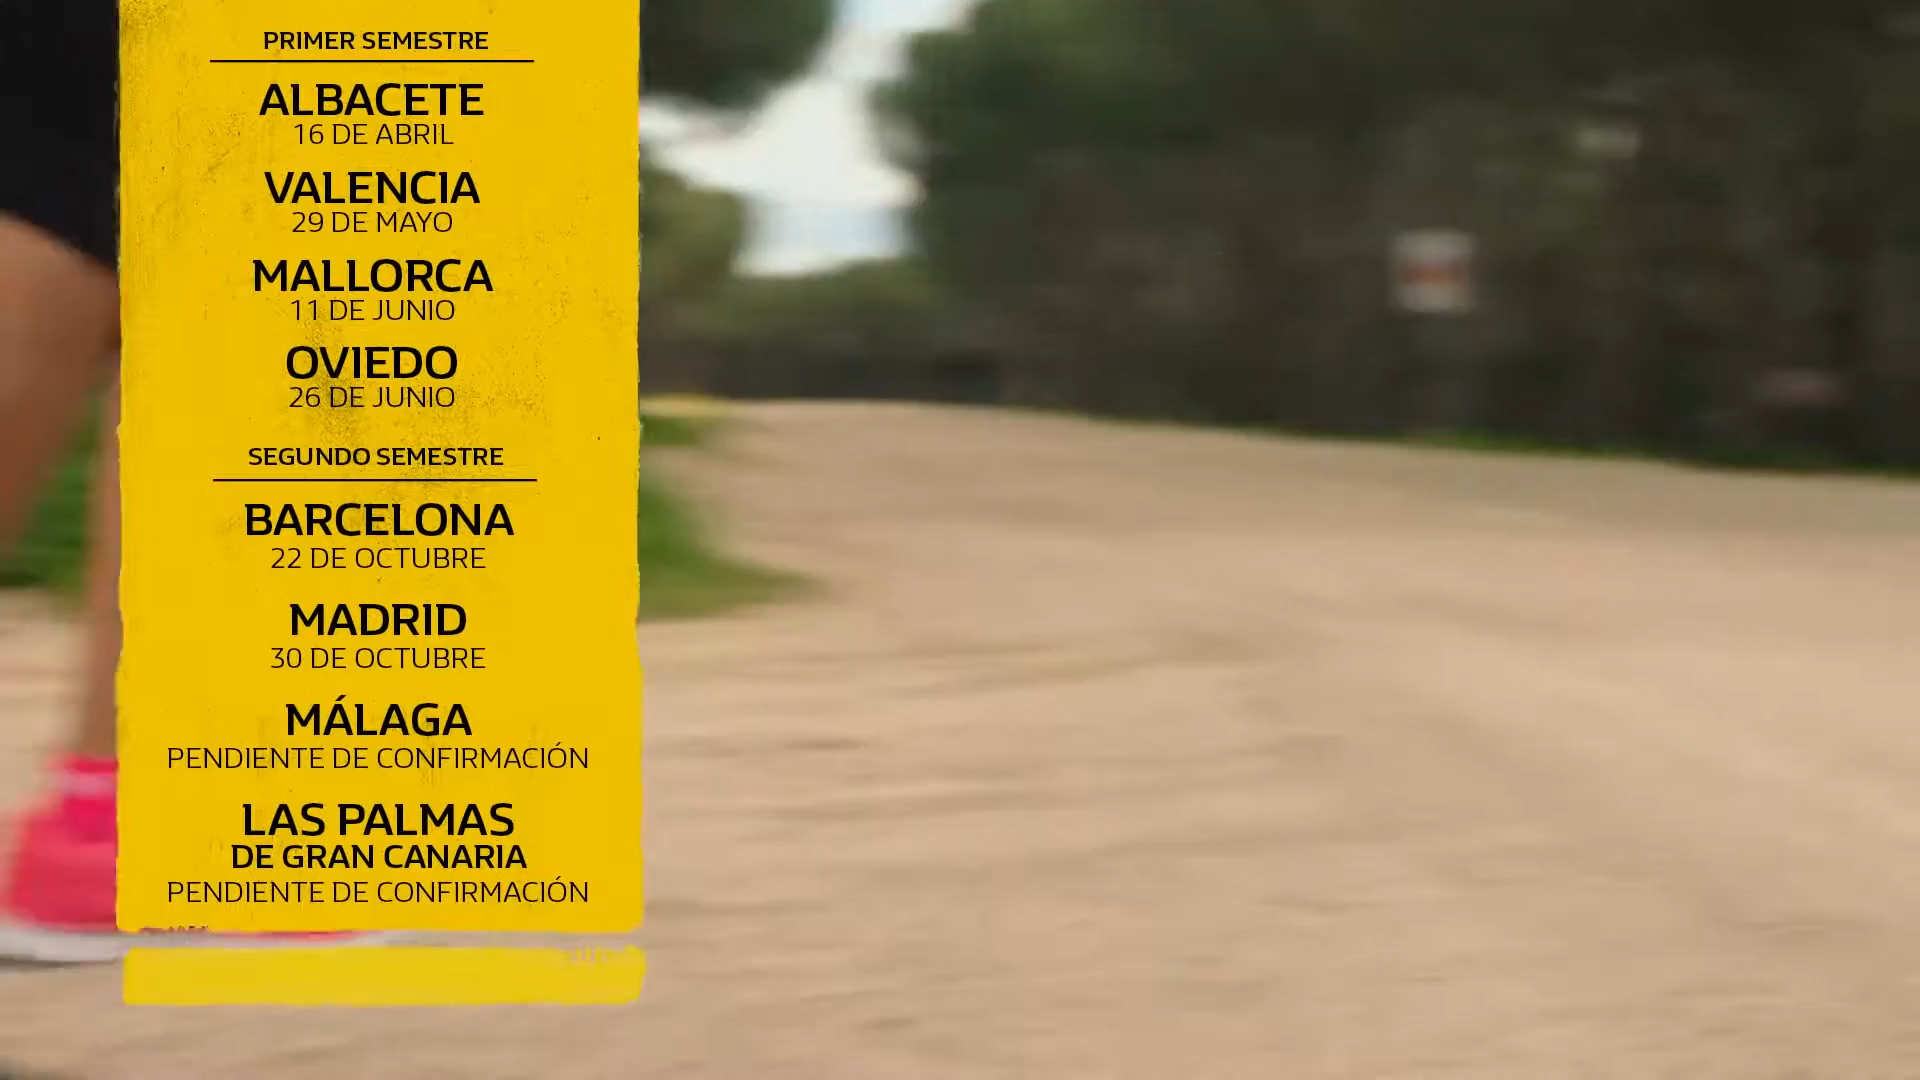 PRIMER SEMESTRE
ALBACETE
16 DE ABRIL
VALENCIA
29 DE MAYO
MALLORCA
11 DE JUNIO
OVIEDO
26 DE JUNIO
SEGUNDO SEMESTRE
BARCELONA
22 DE OCTUBRE
MADRID
30 DE OCTUBRE
MÁLAGA
PENDIENTE DE CONFIRMACIÓN
LAS PALMAS
DE GRAN CANARIA
PENDIENTE DE CONFIRMACIÓN